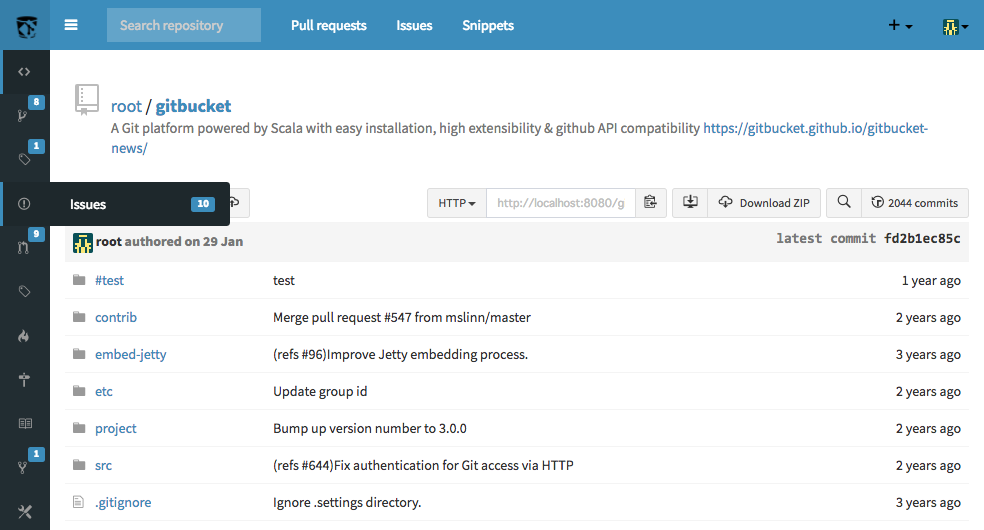 Search repository
Pull requests
Issues
Snippets
8
root / gitbucket
A Git platform powered by Scala with easy installation, high extensibility & github API compatibility https://gitbucket.github.io/gitbucket-
news/
1
Issues 10
HTTP
http://localhost:8080/g
Download ZIP
2044 commits
9
root authored on 29 Jan
latest commit fd2b1ec85c
#test test 1 year ago
contrib Merge pull request #547 from mslinn/master 2 years ago
embed-jetty (refs #96)Improve Jetty embedding process. 3 years ago
etc Update group id 2 years ago
project Bump up version number to 3.0.0 2 years ago
1
src (refs #644)Fix authentication for Git access via HTTP 2 years ago
.gitignore Ignore .settings directory. 3 years ago